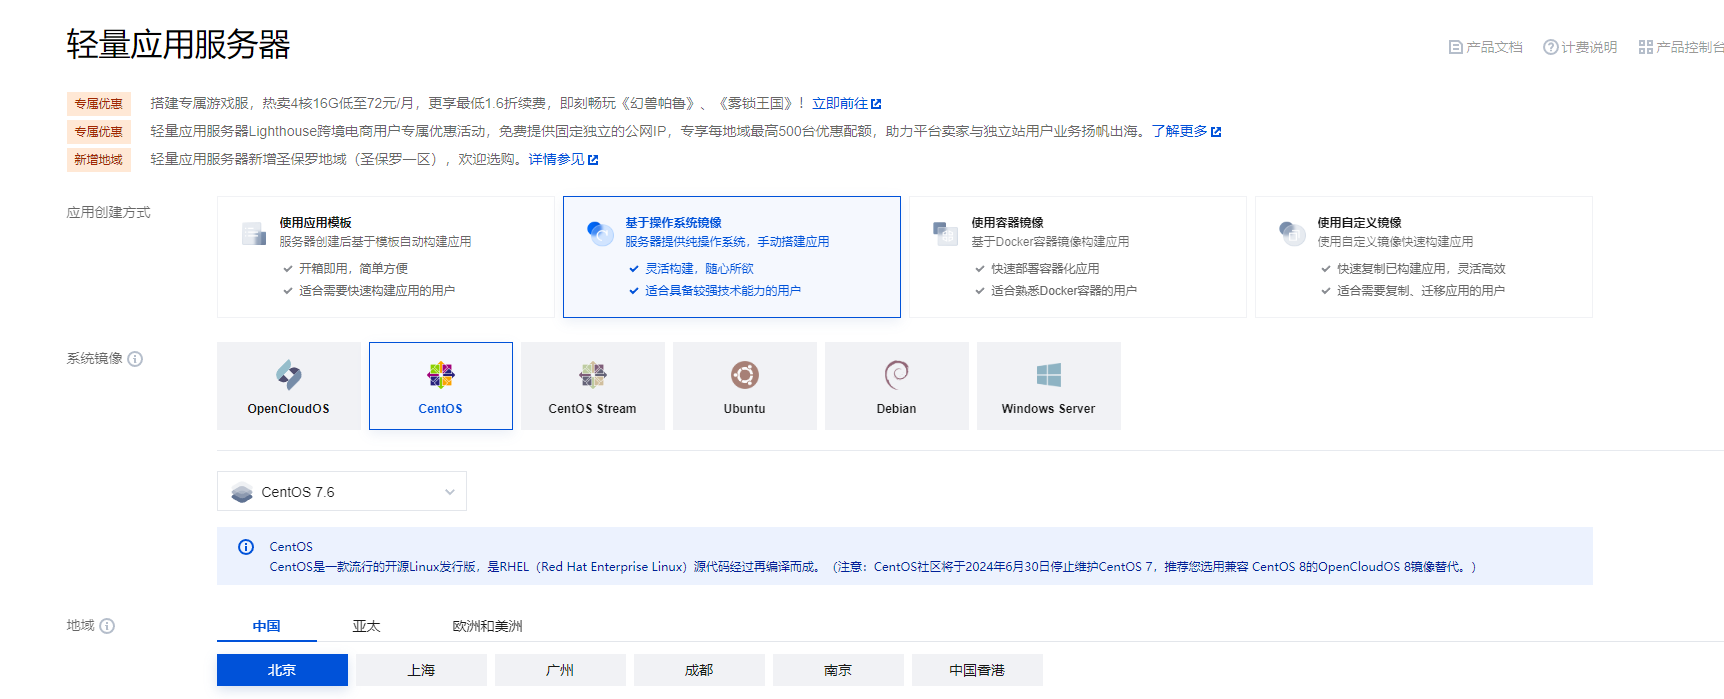 轻量应用服务器
产品文档 计费说明 产品控制台
专属优惠 搭建专属游戏服，热卖4核16G低至72元/月，更享最低1.6折续费，即刻畅玩《幻兽帕鲁》、《雾锁王国》！立即前往
专属优惠 轻量应用服务器Lighthouse跨境电商用户专属优惠活动，免费提供固定独立的公网IP，专享每地域最高500台优惠配额，助力平台卖家与独立站用户业务扬帆出海。了解更多
新增地域 轻量应用服务器新增圣保罗地域（圣保罗一区），欢迎选购。详情参见
应用创建方式
使用应用模板
服务器创建后基于模板自动构建应用
开箱即用，简单方便
适合需要快速构建应用的用户
基于操作系统镜像
服务器提供纯操作系统，手动搭建应用
灵活构建，随心所欲
适合具备较强技术能力的用户
使用容器镜像
基于Docker容器镜像构建应用
快速部署容器化应用
适合熟悉Docker容器的用户
使用自定义镜像
使用自定义镜像快速构建应用
快速复制已构建应用，灵活高效
适合需要复制、迁移应用的用户
系统镜像
OpenCloudOS CentOS CentOS Stream Ubuntu Debian Windows Server
CentOS 7.6
CentOS
CentOS是一款流行的开源Linux发行版，是RHEL（Red Hat Enterprise Linux）源代码经过再编译而成。（注意：CentOS社区将于2024年6月30日停止维护CentOS 7，推荐您选用兼容 CentOS 8的OpenCloudOS 8镜像替代。）
地域 中国 亚太 欧洲和美洲
北京 上海 广州 成都 南京 中国香港